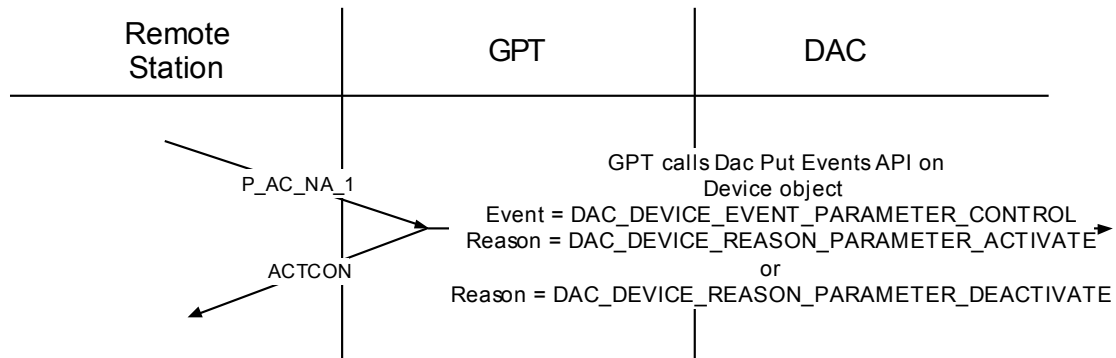 Remote
Station
GPT
DAC
P_AC_NA_1
GPT calls Dac Put Events API on
Device object
Event = DAC_DEVICE_EVENT_PARAMETER_CONTROL
Reason = DAC_DEVICE_REASON_PARAMETER_ACTIVATE
or
Reason = DAC_DEVICE_REASON_PARAMETER_DEACTIVATE
ACTCON